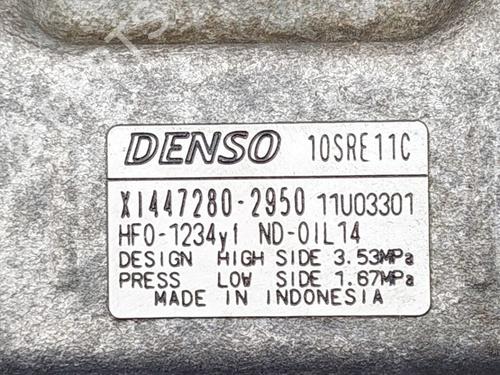 DENSO 10SRE11C
X1447280-2950 11U03301
HFO-1234yf ND-OIL14
DESIGN HIGH SIDE 3.53MPa
PRESS LOW SIDE 1.67MPa
MADE IN INDONESIA